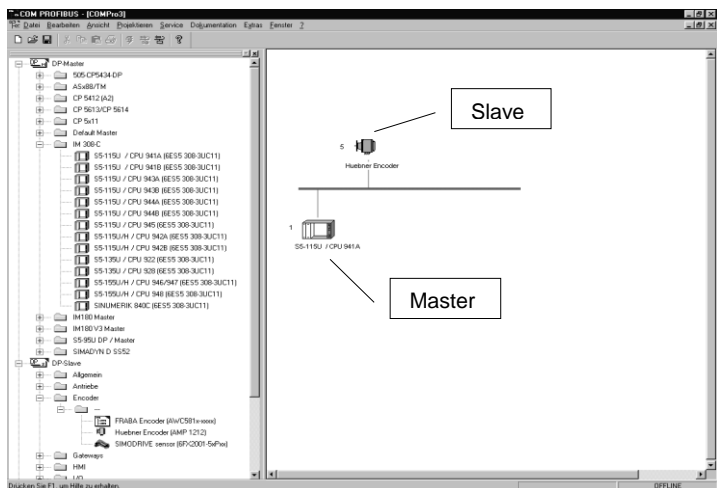 COM PROFIBUS - [COMPro3]
Datei Bearbeiten Ansicht Projektieren Service Dokumentation Extras Fenster ?
DP-Master
505-CP5434-DP
ASx88/TM
CP 5412 (A2)
CP 5613/CP 5614
CP 5x11
Default Master
IM 308-C
S5-115U / CPU 941A (6ES5 308-3UC11)
S5-115U / CPU 941B (6ES5 308-3UC11)
S5-115U / CPU 943A (6ES5 308-3UC11)
S5-115U / CPU 943B (6ES5 308-3UC11)
S5-115U / CPU 944A (6ES5 308-3UC11)
S5-115U / CPU 944B (6ES5 308-3UC11)
S5-115U / CPU 945 (6ES5 308-3UC11)
S5-115U/H / CPU 942A (6ES5 308-3UC11)
S5-115U/H / CPU 942B (6ES5 308-3UC11)
S5-135U / CPU 922 (6ES5 308-3UC11)
S5-135U / CPU 928 (6ES5 308-3UC11)
S5-155U/H / CPU 946/947 (6ES5 308-3UC11)
S5-155U/H / CPU 948 (6ES5 308-3UC11)
SINUMERIK 840C (6ES5 308-3UC11)
IM180 Master
IM180 V3 Master
S5-95U DP / Master
SIMADYN D SS52
DP-Slave
Allgemein
Antriebe
Encoder
--
FRABA Encoder (AWC581x-xxxx)
Huebner Encoder (AMP 1212)
SIMODRIVE sensor (6FX2001-5xPxx)
Gateways
HMI
I/O
Slave
5
Huebner Encoder
1
S5-115U / CPU 941A
Master
Drücken Sie F1, um Hilfe zu erhalten.
OFFLINE